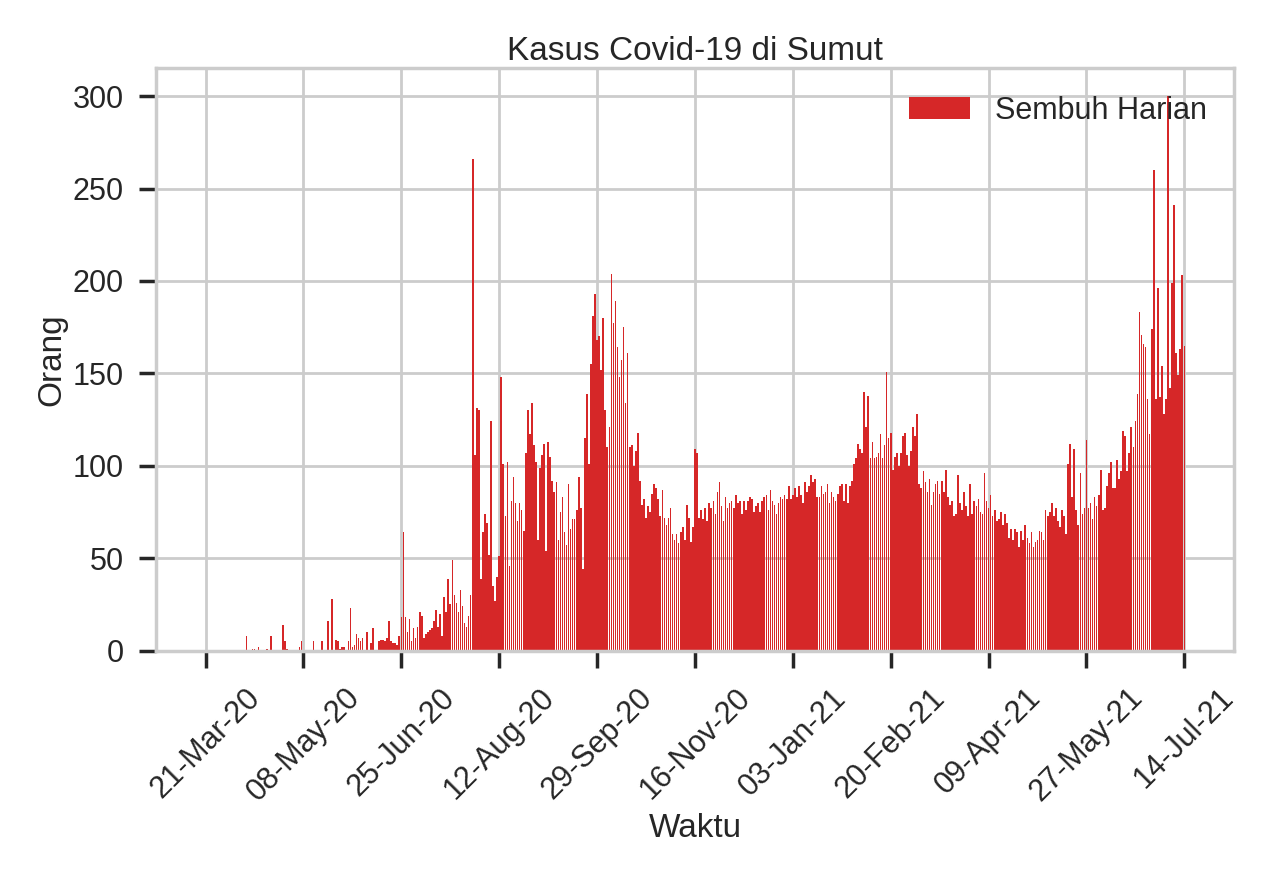 Kasus Covid-19 di Sumut
Sembuh Harian
Orang
300
250
200
150
100
50
0
21-Mar-20
08-May-20
25-Jun-20
12-Aug-20
29-Sep-20
16-Nov-20
03-Jan-21
20-Feb-21
09-Apr-21
27-May-21
14-Jul-21
Waktu